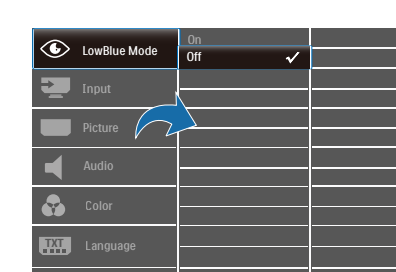 LowBlue Mode
On
Off
Input
Picture
Audio
Color
TXT
Language